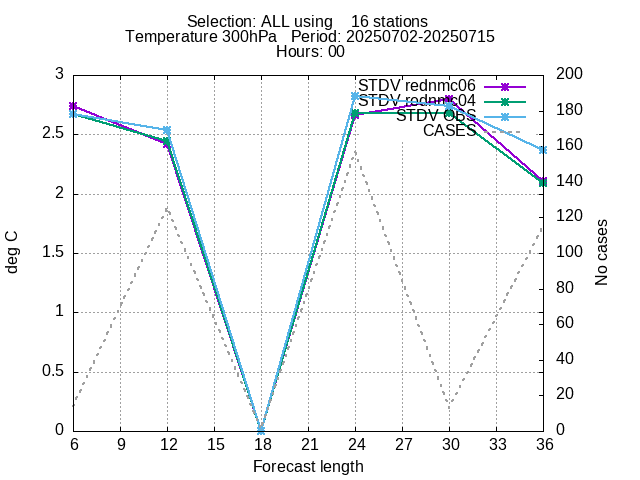 Selection: ALL using 16 stations
Temperature 300hPa Period: 20250702-20250715
Hours: 00
STDV rednmc06
STDV rednmc04
STDV OBS
CASES
deg C
No cases
3
2.5
2
1.5
1
0.5
0
200
180
160
140
120
100
80
60
40
20
0
6 9 12 15 18 21 24 27 30 33 36
Forecast length